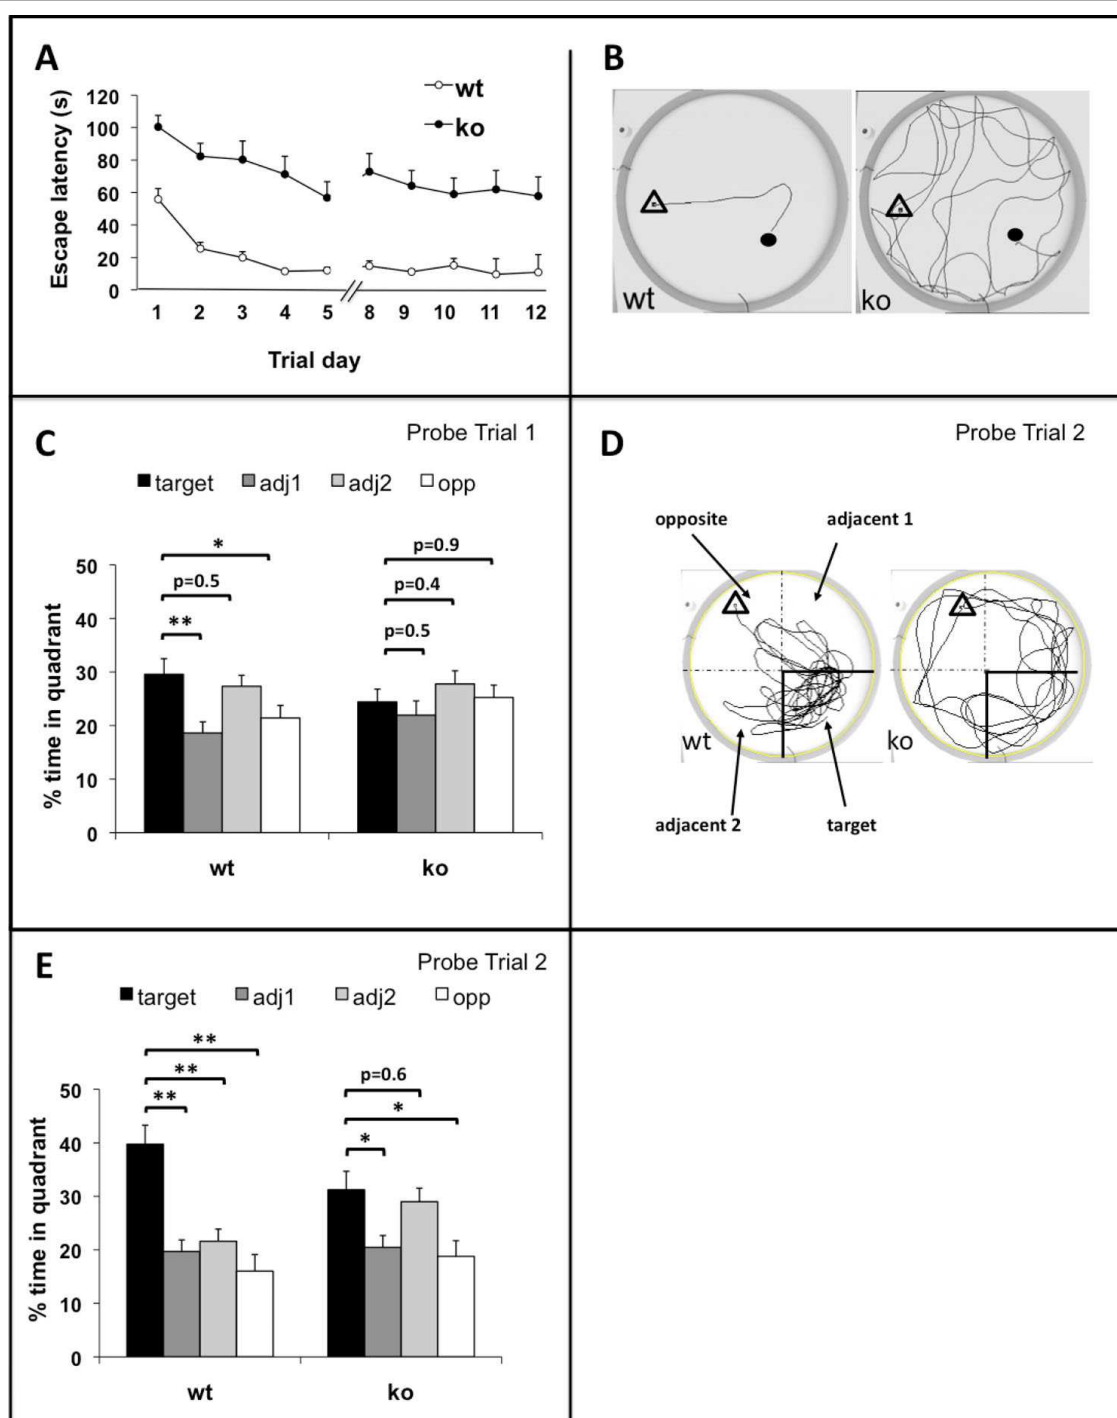 A
wt
ko
Escape latency (s)
120
100
80
60
40
20
0
1 2 3 4 5 8 9 10 11 12
Trial day
B
wt
ko
C
Probe Trial 1
target adj1 adj2 opp
% time in quadrant
50
40
30
20
10
0
*
p=0.5
**
p=0.9
p=0.4
p=0.5
wt ko
D
Probe Trial 2
opposite adjacent 1
wt
ko
adjacent 2 target
E
Probe Trial 2
target adj1 adj2 opp
% time in quadrant
50
40
30
20
10
0
**
**
**
p=0.6
*
*
wt ko